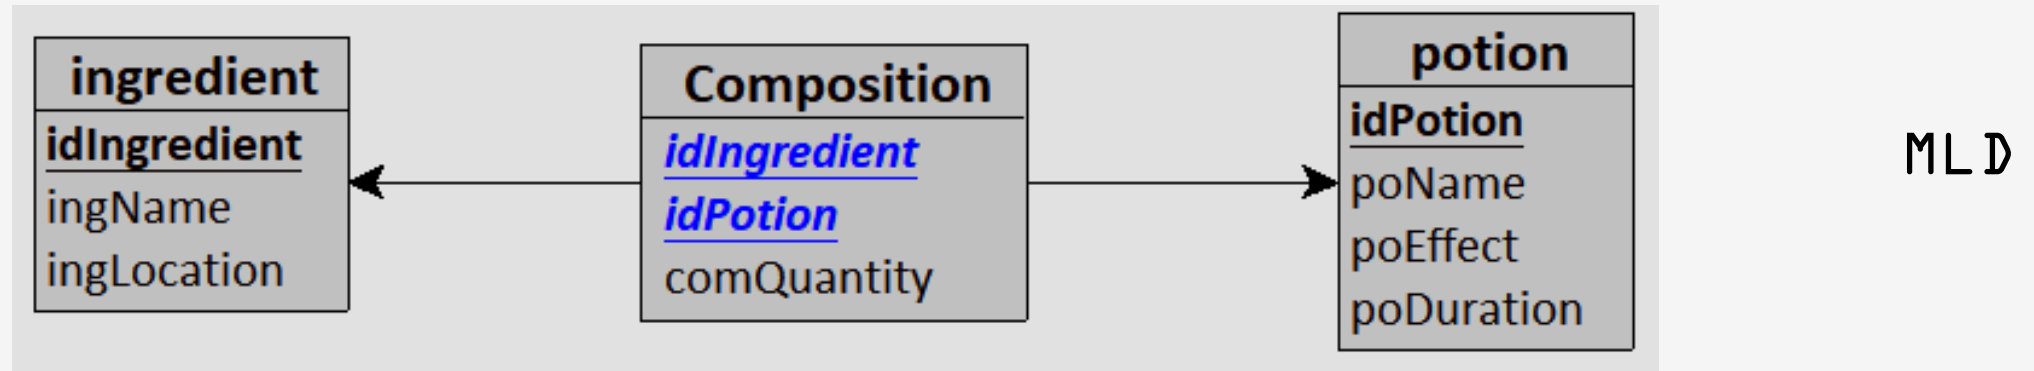 ingredient
idIngredient
ingName
ingLocation
Composition
idIngredient
idPotion
comQuantity
potion
idPotion
poName
poEffect
poDuration
MLD